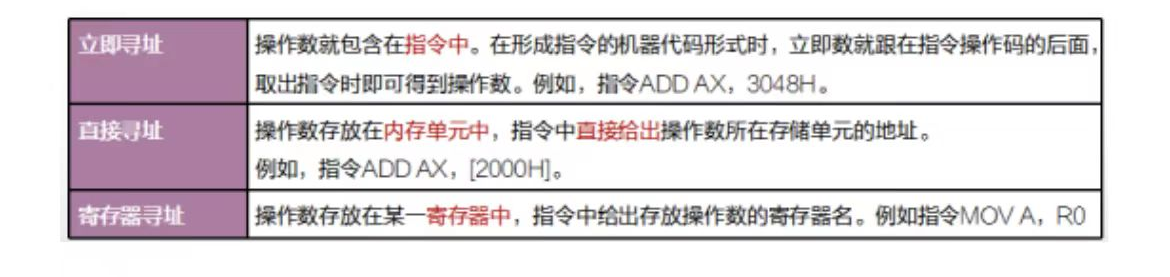 立即寻址
操作数就包含在指令中。在形成指令的机器代码形式时，立即数就跟在指令操作码的后面，
取出指令时即可得到操作数。例如，指令ADD AX，3048H。
直接寻址
操作数存放在内存单元中，指令中直接给出操作数所在存储单元的地址。
例如，指令ADD AX，[2000H]。
寄存器寻址
操作数存放在某一寄存器中，指令中给出存放操作数的寄存器名。例如指令MOV A，R0